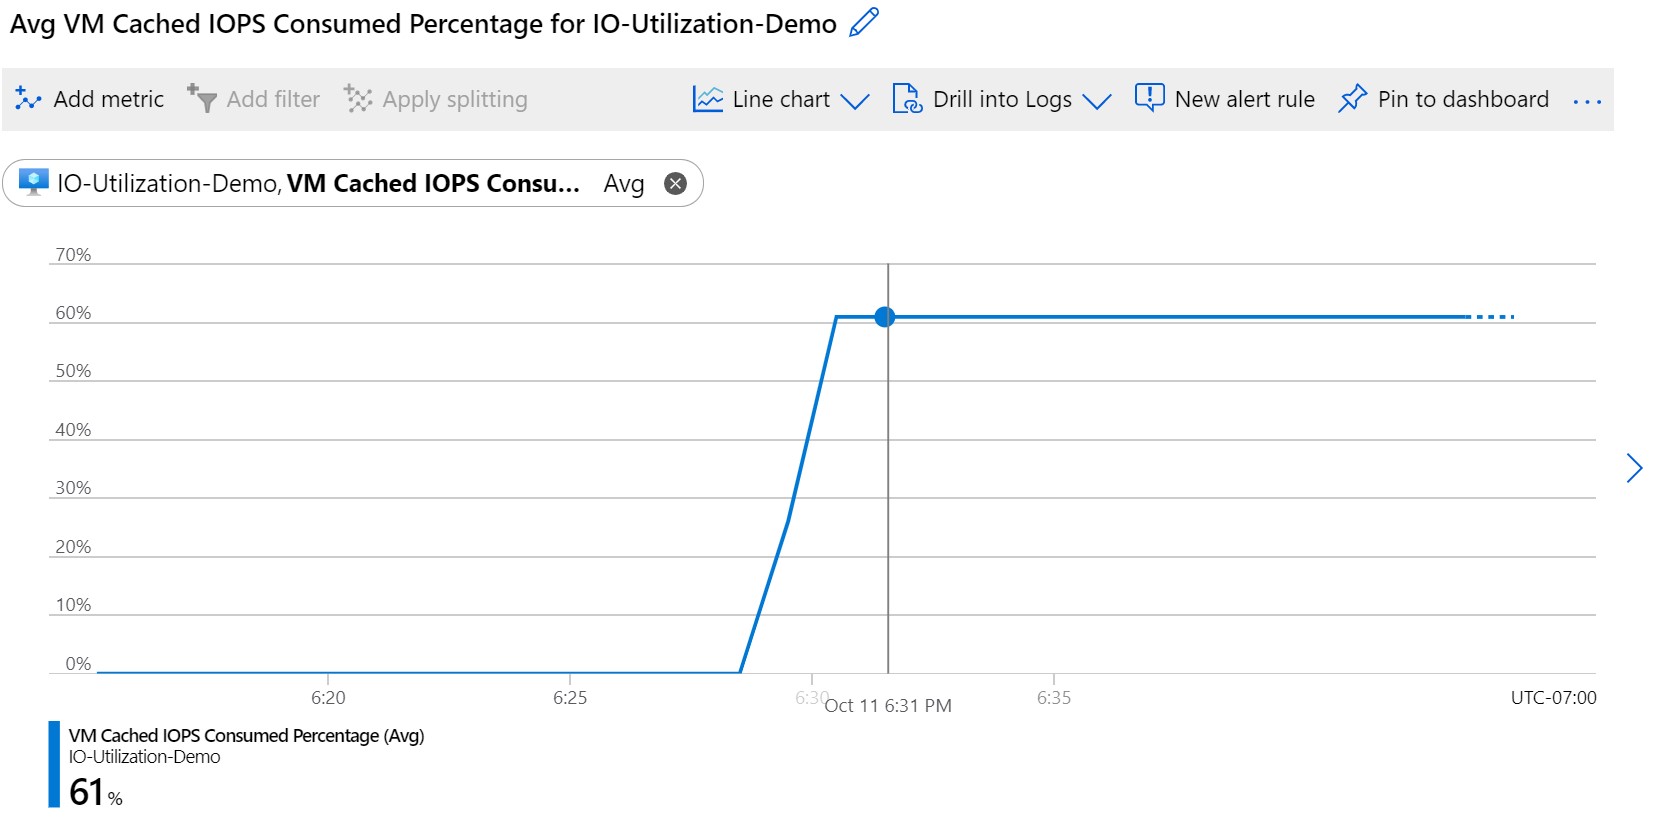 Avg VM Cached IOPS Consumed Percentage for IO-Utilization-Demo
Add metric Add filter Apply splitting Line chart Drill into Logs New alert rule Pin to dashboard ...
IO-Utilization-Demo, VM Cached IOPS Consu... Avg
70%
60%
50%
40%
30%
20%
10%
0%
6:20 6:25 6:30 6:35 UTC-07:00
Oct 11 6:31 PM
VM Cached IOPS Consumed Percentage (Avg)
IO-Utilization-Demo
61 %